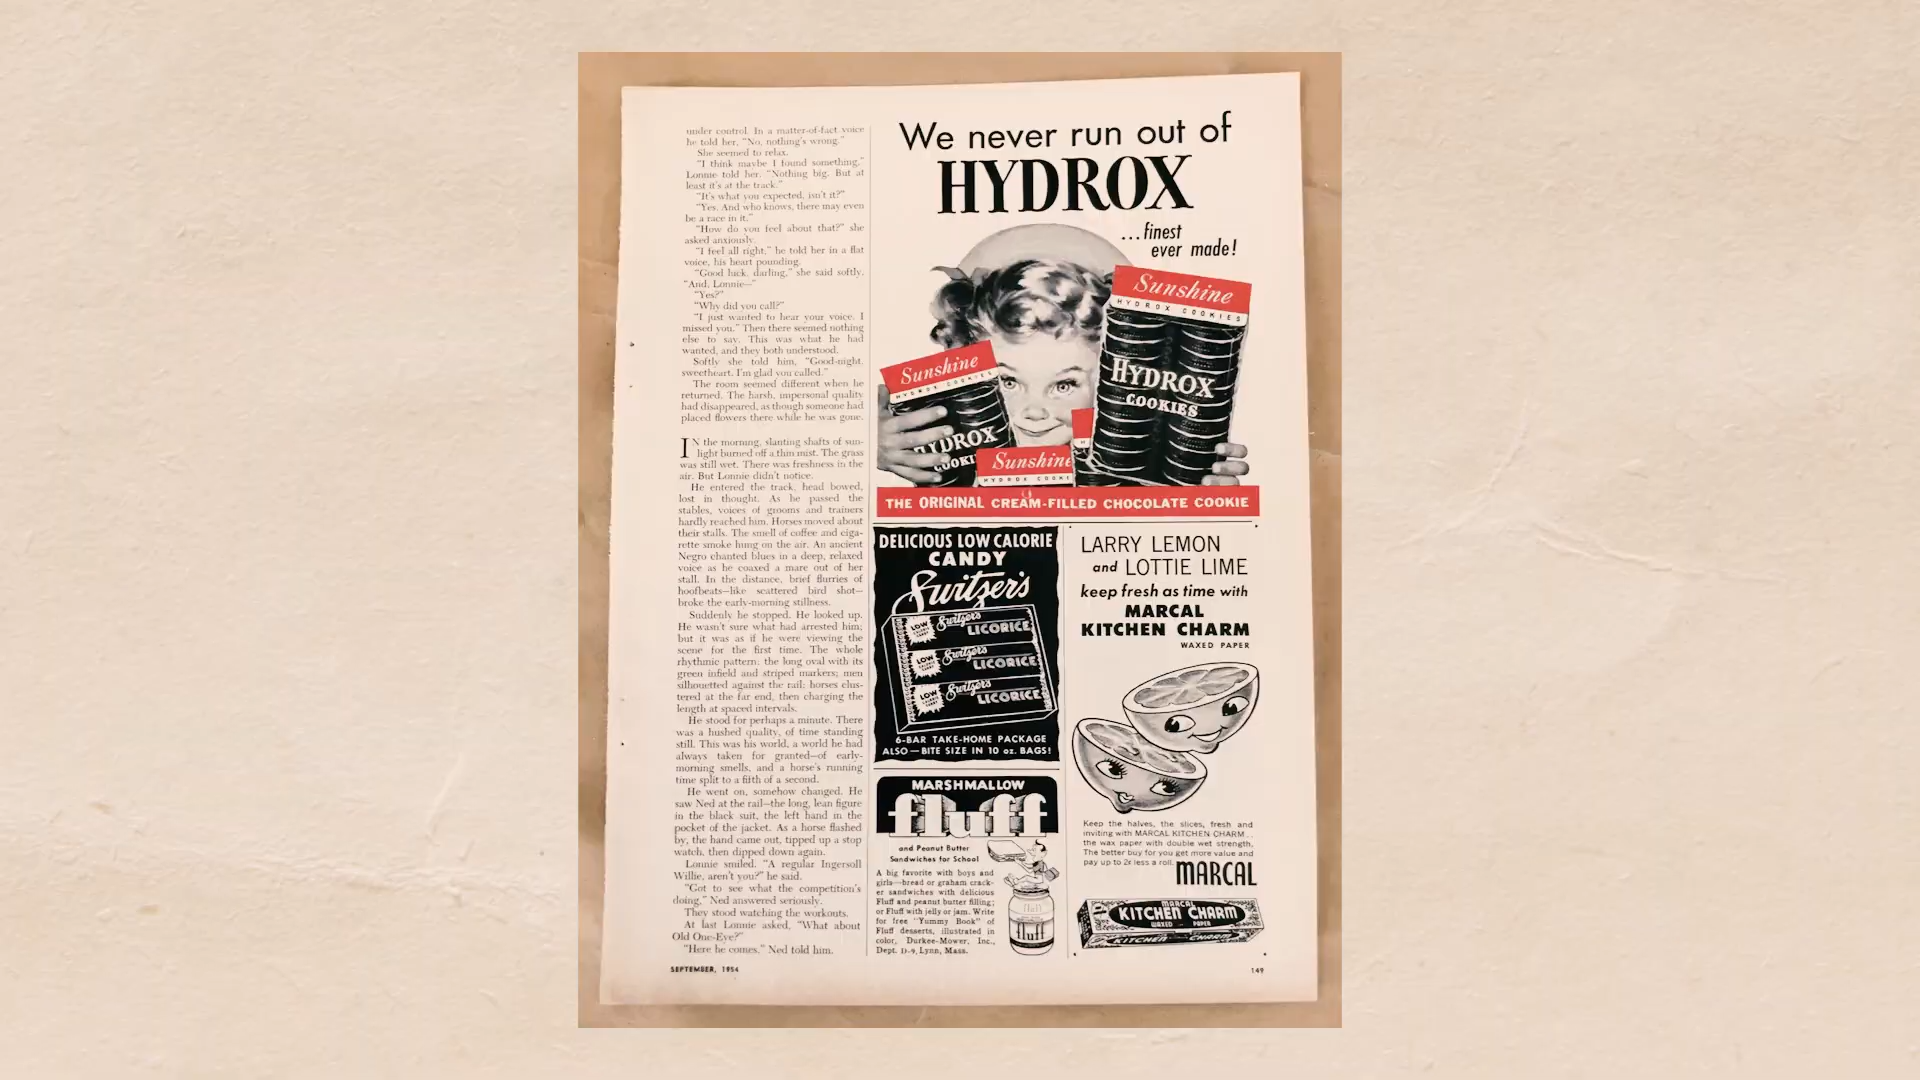 under control. In a matter-of-fact voice
he told her, "No, nothing's wrong."
She seemed to relax.
"I think maybe I found something,"
Lonnie told her. "Nothing big. But at
least it's at the track."
"It's what you expected, isn't it?"
"Yes. And who knows, there may even
be a race in it."
"How do you feel about that?" she
asked anxiously.
"I feel all right," he told her in a flat
voice, his heart pounding.
"Good luck, darling," she said softly.
"And, Lonnie—"
"Yes?"
"Why did you call?"
"I just wanted to hear your voice. I
missed you." Then there seemed nothing
else to say. This was what he had
wanted, and they both understood.
Softly she told him, "Good-night,
sweetheart. I'm glad you called."
The room seemed different when he
returned. The harsh, impersonal quality
had disappeared, as though someone had
placed flowers there while he was gone.
IN the morning, slanting shafts of sun-
light burned off a thin mist. The grass
was still wet. There was freshness in the
air. But Lonnie didn't notice.
He entered the track, head bowed,
lost in thought. As he passed the
stables, voices of grooms and trainers
hardly reached him. Horses moved about
their stalls. The smell of coffee and ciga-
rette smoke hung on the air. An ancient
Negro chanted blues in a deep, relaxed
voice as he coaxed a mare out of her
stall. In the distance, brief flurries of
hoofbeats—like scattered bird shot—
broke the early-morning stillness.
Suddenly he stopped. He looked up.
He wasn't sure what had arrested him;
but it was as if he were viewing the
scene for the first time. The whole
rhythmic pattern: the long oval with its
green infield and striped markers; men
silhouetted against the rail; horses clus-
tered at the far end, then charging the
length at spaced intervals.
He stood for perhaps a minute. There
was a hushed quality, of time standing
still. This was his world, a world he had
always taken for granted—of early-
morning smells, and a horse's running
time split to a fifth of a second.
He went on, somehow changed. He
saw Ned at the rail—the long, lean figure
in the black suit, the left hand in the
pocket of the jacket. As a horse flashed
by, the hand came out, tipped up a stop
watch, then dipped down again.
Lonnie smiled. "A regular Ingersoll
Willie, aren't you?" he said.
"Got to see what the competition's
doing," Ned answered seriously.
They stood watching the workouts.
At last Lonnie asked, "What about
Old One-Eye?"
"Here he comes," Ned told him.
SEPTEMBER, 1954
We never run out of
HYDROX
...finest
ever made!
Sunshine
HYDROX COOKIES
HYDROX
COOKIES
Sunshine
HYDROX COOKIES
HYDROX
COOKI
Sunshine
HYDROX COOKI
H
THE ORIGINAL CREAM-FILLED CHOCOLATE COOKIE
DELICIOUS LOW CALORIE
CANDY
Switzer's
LOW
Switzer's
LICORICE
LOW
Switzer's
LICORICE
LOW
Switzer's
LICORICE
6-BAR TAKE-HOME PACKAGE
ALSO — BITE SIZE IN 10 oz. BAGS!
MARSHMALLOW
fluff
and Peanut Butter
Sandwiches for School
A big favorite with boys and
girls—bread or graham crack-
er sandwiches with delicious
Fluff and peanut butter filling;
or Fluff with jelly or jam. Write
for free "Yummy Book" of
Fluff desserts, illustrated in
color, Durkee-Mower, Inc.,
Dept. D-9, Lynn, Mass.
fluff
fluff
LARRY LEMON
and LOTTIE LIME
keep fresh as time with
MARCAL
KITCHEN CHARM
WAXED PAPER
Keep the halves, the slices, fresh and
inviting with MARCAL KITCHEN CHARM...
the wax paper with double wet strength.
The better buy for you get more value and
pay up to 2¢ less a roll.
MARCAL
MARCAL
KITCHEN CHARM
WAXED PAPER
KITCHEN CHARM
149